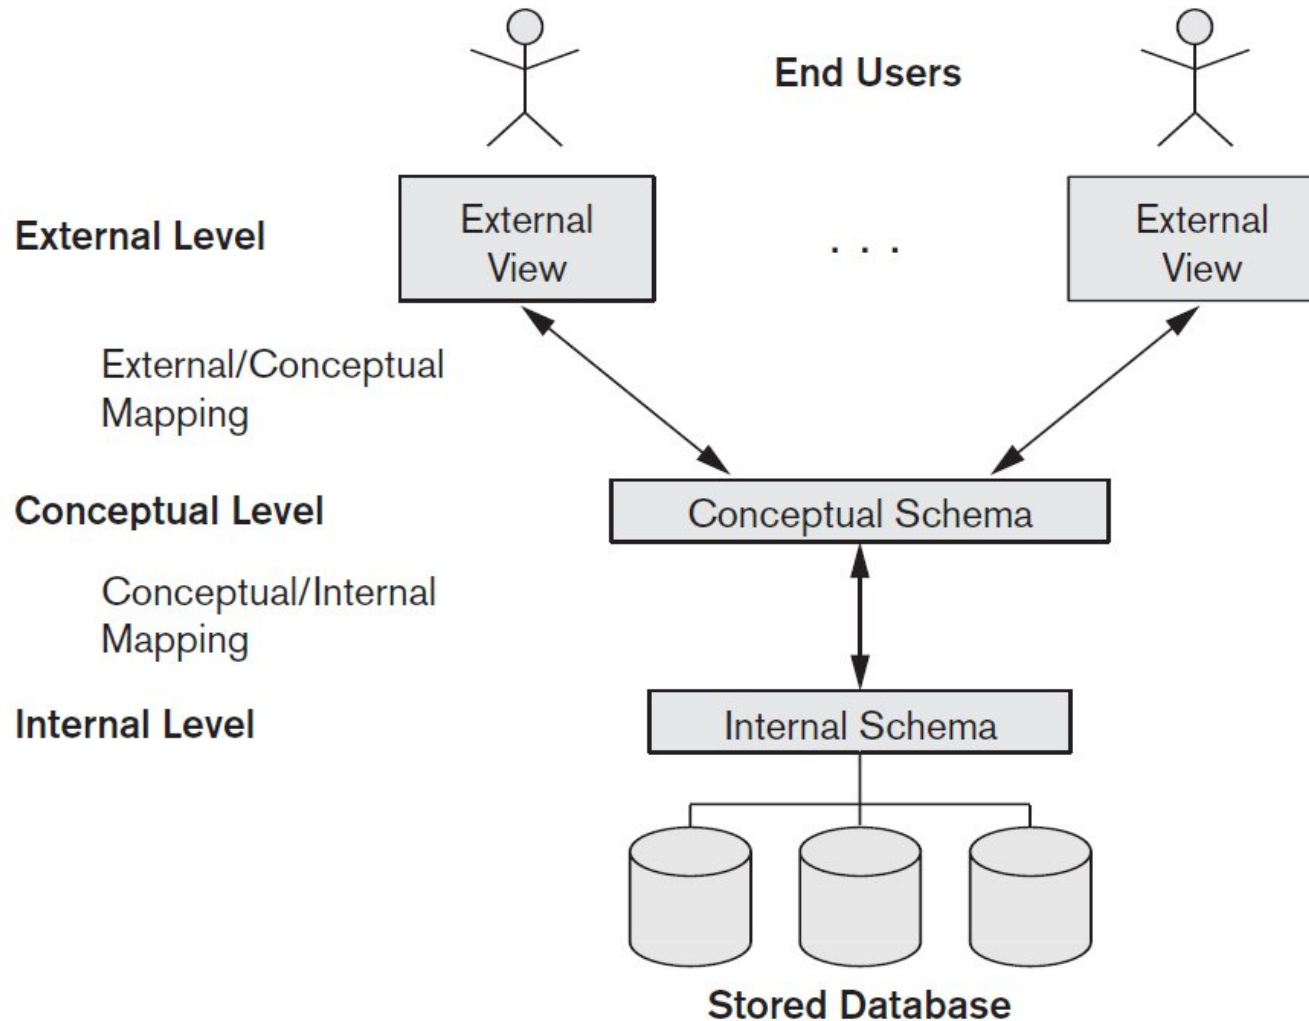 End Users
External Level
External
View
. . .
External
View
External/Conceptual
Mapping
Conceptual Level
Conceptual Schema
Conceptual/Internal
Mapping
Internal Level
Internal Schema
Stored Database